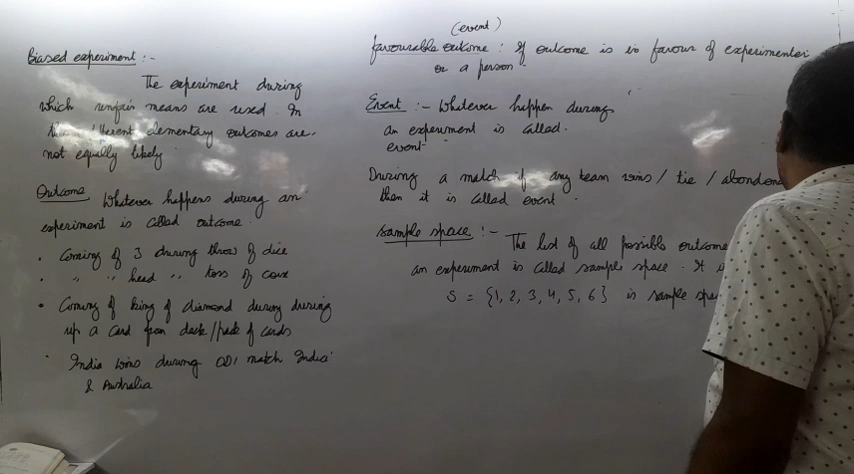 Biased experiment :-
The experiment during
which unfair means are used. In
different elementary outcomes are
not equally likely
Outcome Whatever happens during an
experiment is called outcome.
. Coming of 3 during throw of dice
. " " head " toss of coin
. Coming of king of diamond during
up a card from deck/pack of cards
. India wins during ODI match India
& Australia
(event)
favourable outcome : If outcome is in favour of experimenter
or a person.
Event :- Whatever happen during
an experiment is called.
event
During a match if any team wins / tie / abondone
then it is called event.
Sample space :- The list of all possible outcome
an experiment is called sample space. It
S = {1, 2, 3, 4, 5, 6} is sample spa